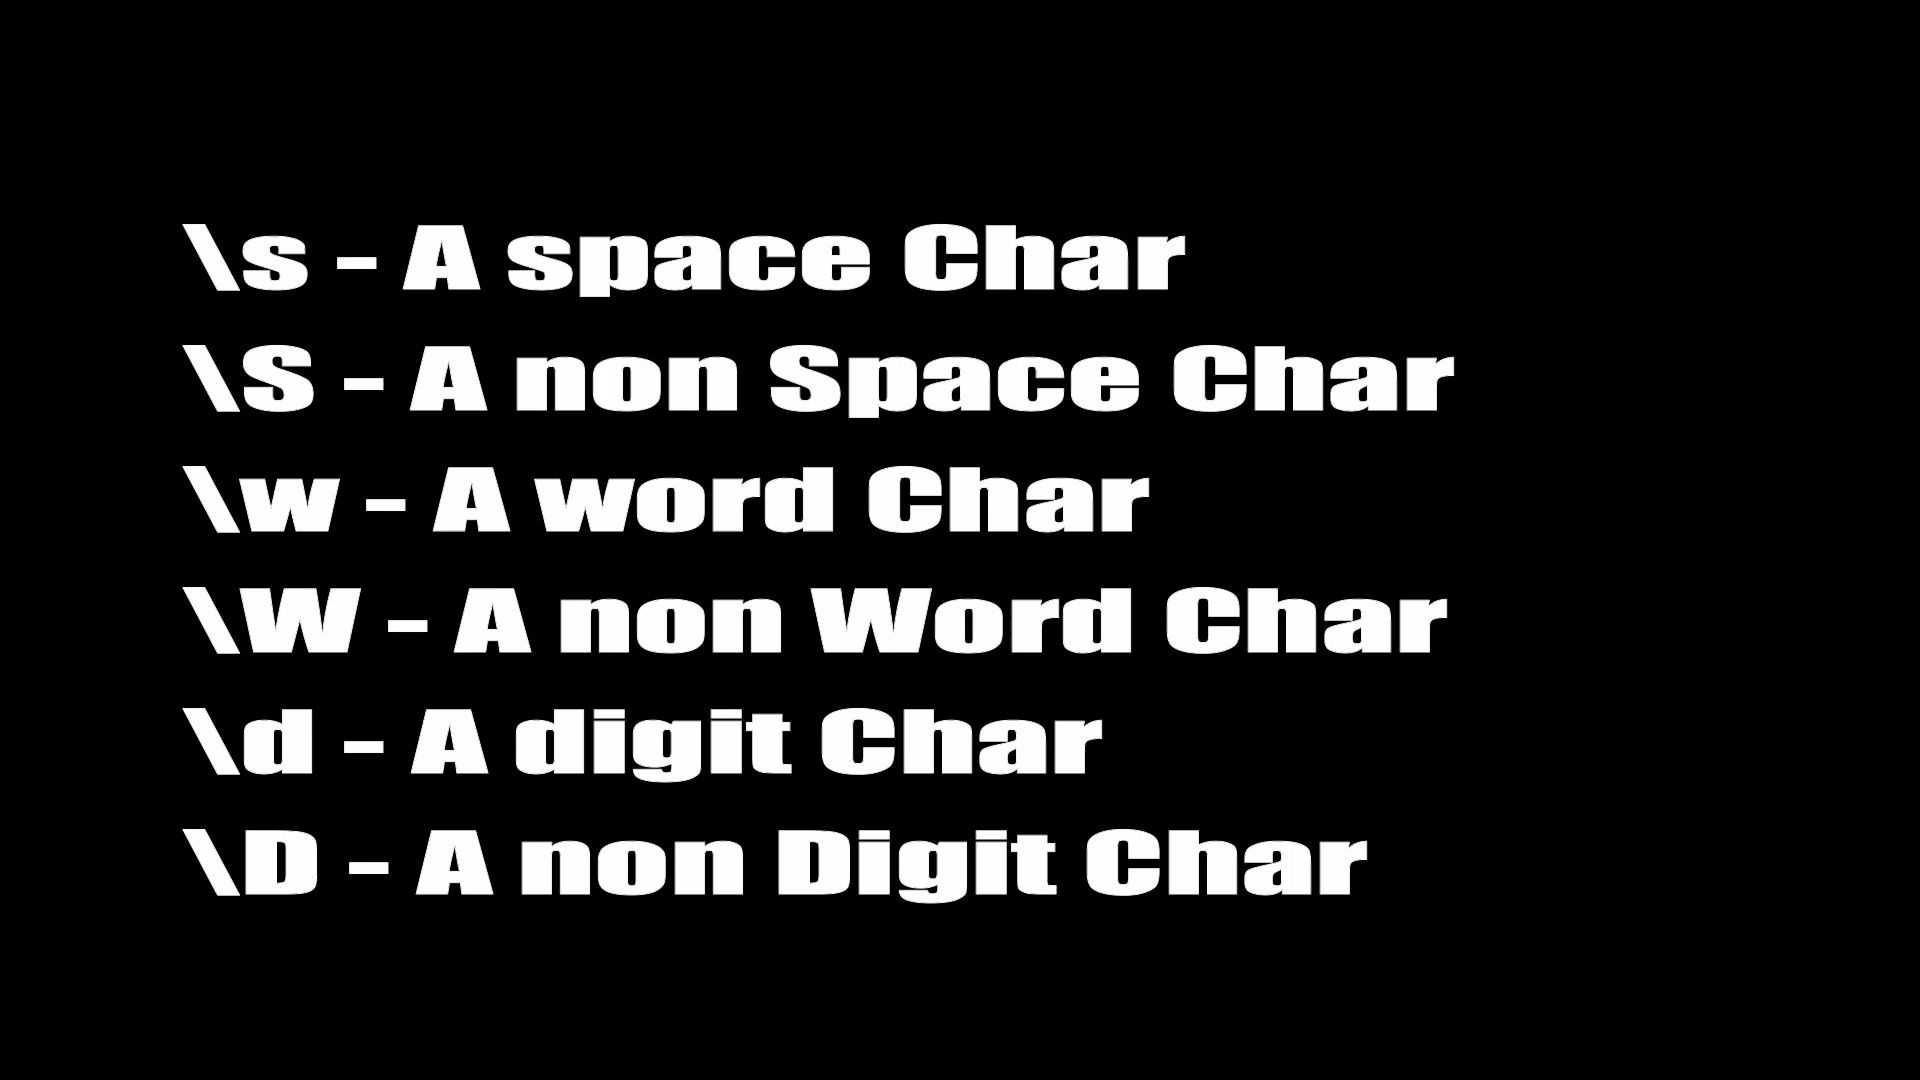 \s - A space Char
\S - A non Space Char
\w - A word Char
\W - A non Word Char
\d - A digit Char
\D - A non Digit Char